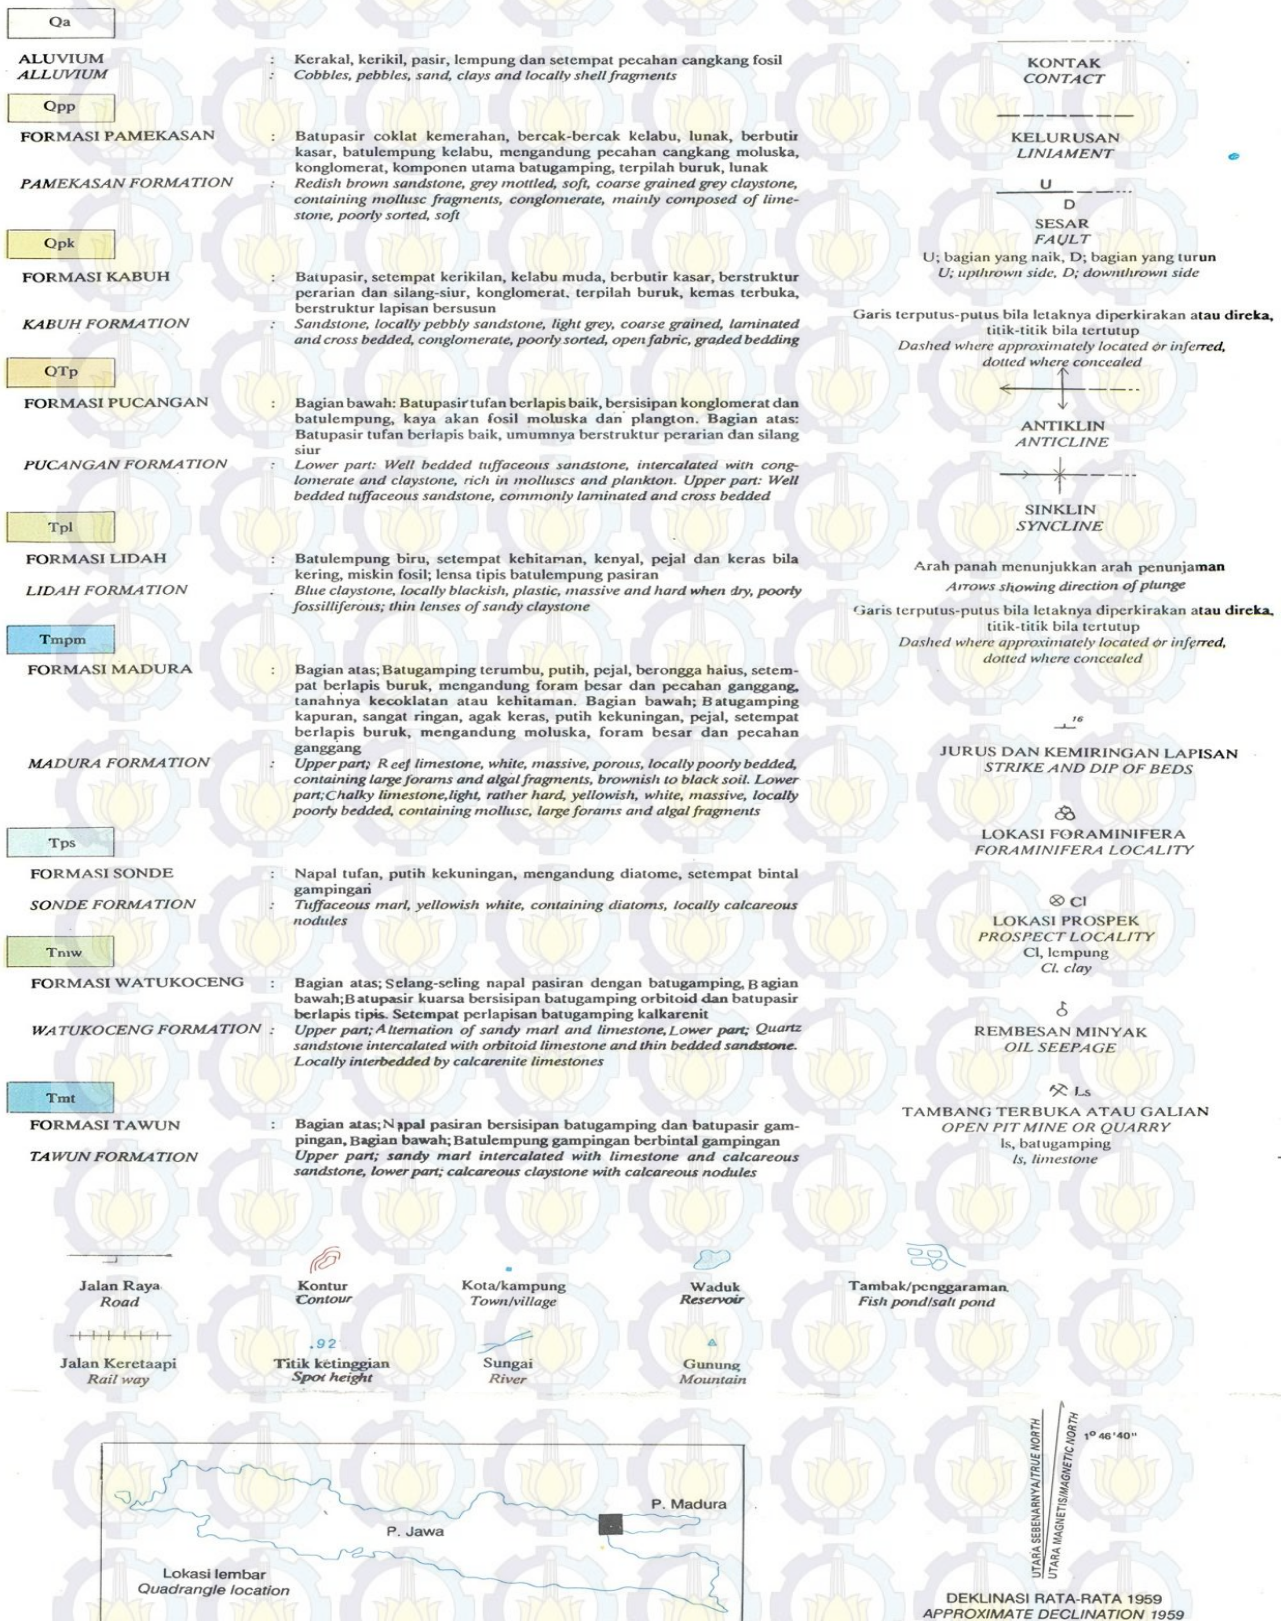 Qa
ALUVIUM : Kerakal, kerikil, pasir, lempung dan setempat pecahan cangkang fosil
ALLUVIUM : Cobbles, pebbles, sand, clays and locally shell fragments
Qpp
FORMASI PAMEKASAN : Batupasir coklat kemerahan, bercak-bercak kelabu, lunak, berbutir
kasar, batulempung kelabu, mengandung pecahan cangkang moluska,
konglomerat, komponen utama batugamping, terpilah buruk, lunak
PAMEKASAN FORMATION : Redish brown sandstone, grey mottled, soft, coarse grained grey claystone,
containing mollusc fragments, conglomerate, mainly composed of lime-
stone, poorly sorted, soft
Qpk
FORMASI KABUH : Batupasir, setempat kerikilan, kelabu muda, berbutir kasar, berstruktur
perarian dan silang-siur, konglomerat. terpilah buruk, kemas terbuka,
berstruktur lapisan bersusun
KABUH FORMATION : Sandstone, locally pebbly sandstone, light grey, coarse grained, laminated
and cross bedded, conglomerate, poorly sorted, open fabric, graded bedding
QTp
FORMASI PUCANGAN : Bagian bawah: Batupasir tufan berlapis baik, bersisipan konglomerat dan
batulempung, kaya akan fosil moluska dan plangton. Bagian atas:
Batupasir tufan berlapis baik, umumnya berstruktur perarian dan silang
siur
PUCANGAN FORMATION : Lower part: Well bedded tuffaceous sandstone, intercalated with cong-
lomerate and claystone, rich in molluscs and plankton. Upper part: Well
bedded tuffaceous sandstone, commonly laminated and cross bedded
Tpl
FORMASI LIDAH : Batulempung biru, setempat kehitaman, kenyal, pejal dan keras bila
kering, miskin fosil; lensa tipis batulempung pasiran
LIDAH FORMATION : Blue claystone, locally blackish, plastic, massive and hard when dry, poorly
fossilliferous; thin lenses of sandy claystone
Tmpm
FORMASI MADURA : Bagian atas; Batugamping terumbu, putih, pejal, berongga haius, setem-
pat berlapis buruk, mengandung foram besar dan pecahan ganggang,
tanahnya kecoklatan atau kehitaman. Bagian bawah; Batugamping
kapuran, sangat ringan, agak keras, putih kekuningan, pejal, setempat
berlapis buruk, mengandung moluska, foram besar dan pecahan
ganggang
MADURA FORMATION : Upper part; Reef limestone, white, massive, porous, locally poorly bedded,
containing large forams and algal fragments, brownish to black soil. Lower
part; Chalky limestone, light, rather hard, yellowish, white, massive, locally
poorly bedded, containing mollusc, large forams and algal fragments
Tps
FORMASI SONDE : Napal tufan, putih kekuningan, mengandung diatome, setempat bintal
gampingan
SONDE FORMATION : Tuffaceous marl, yellowish white, containing diatoms, locally calcareous
nodules
Tmw
FORMASI WATUKOCENG : Bagian atas; Selang-seling napal pasiran dengan batugamping, Bagian
bawah; Batupasir kuarsa bersisipan batugamping orbitoid dan batupasir
berlapis tipis. Setempat perlapisan batugamping kalkarenit
WATUKOCENG FORMATION : Upper part; Alternation of sandy marl and limestone, Lower part; Quartz
sandstone intercalated with orbitoid limestone and thin bedded sandstone.
Locally interbedded by calcarenite limestones
Tmt
FORMASI TAWUN : Bagian atas; Napal pasiran bersisipan batugamping dan batupasir gam-
pingan, Bagian bawah; Batulempung gampingan berbintal gampingan
TAWUN FORMATION Upper part; sandy marl intercalated with limestone and calcareous
sandstone, lower part; calcareous claystone with calcareous nodules
KONTAK
CONTACT
KELURUSAN
LINIAMENT
U
D
SESAR
FAULT
U; bagian yang naik, D; bagian yang turun
U; upthrown side, D; downthrown side
Garis terputus-putus bila letaknya diperkirakan atau direka,
titik-titik bila tertutup
Dashed where approximately located or inferred,
dotted where concealed
ANTIKLIN
ANTICLINE
SINKLIN
SYNCLINE
Arah panah menunjukkan arah penunjaman
Arrows showing direction of plunge
Garis terputus-putus bila letaknya diperkirakan atau direka,
titik-titik bila tertutup
Dashed where approximately located or inferred,
dotted where concealed
16
JURUS DAN KEMIRINGAN LAPISAN
STRIKE AND DIP OF BEDS
LOKASI FORAMINIFERA
FORAMINIFERA LOCALITY
Cl
LOKASI PROSPEK
PROSPECT LOCALITY
Cl, lempung
Cl. clay
REMBESAN MINYAK
OIL SEEPAGE
Ls
TAMBANG TERBUKA ATAU GALIAN
OPEN PIT MINE OR QUARRY
ls, batugamping
ls, limestone
Jalan Raya
Road
Kontur
Contour
Kota/kampung
Town/village
Waduk
Reservoir
Tambak/penggaraman
Fish pond/salt pond
Jalan Keretaapi
Rail way
.92
Titik ketinggian
Spot height
Sungai
River
Gunung
Mountain
P. Madura
P. Jawa
Lokasi lembar
Quadrangle location
UTARA SEBENARNYA/TRUE NORTH
UTARA MAGNETIS/MAGNETIC NORTH
1° 46'40"
DEKLINASI RATA-RATA 1959
APPROXIMATE DECLINATION 1959